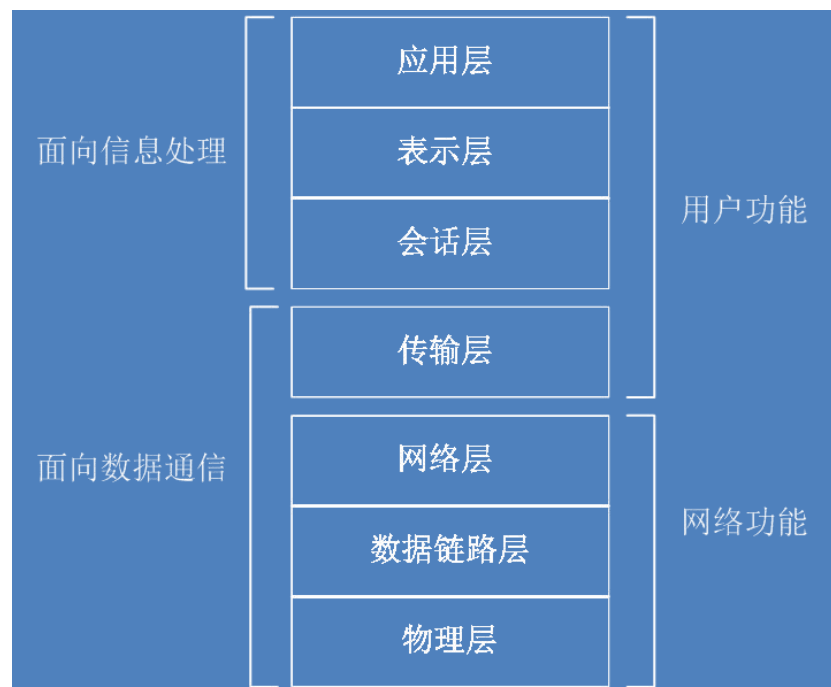 应用层
面向信息处理
表示层
用户功能
会话层
传输层
面向数据通信
网络层
网络功能
数据链路层
物理层